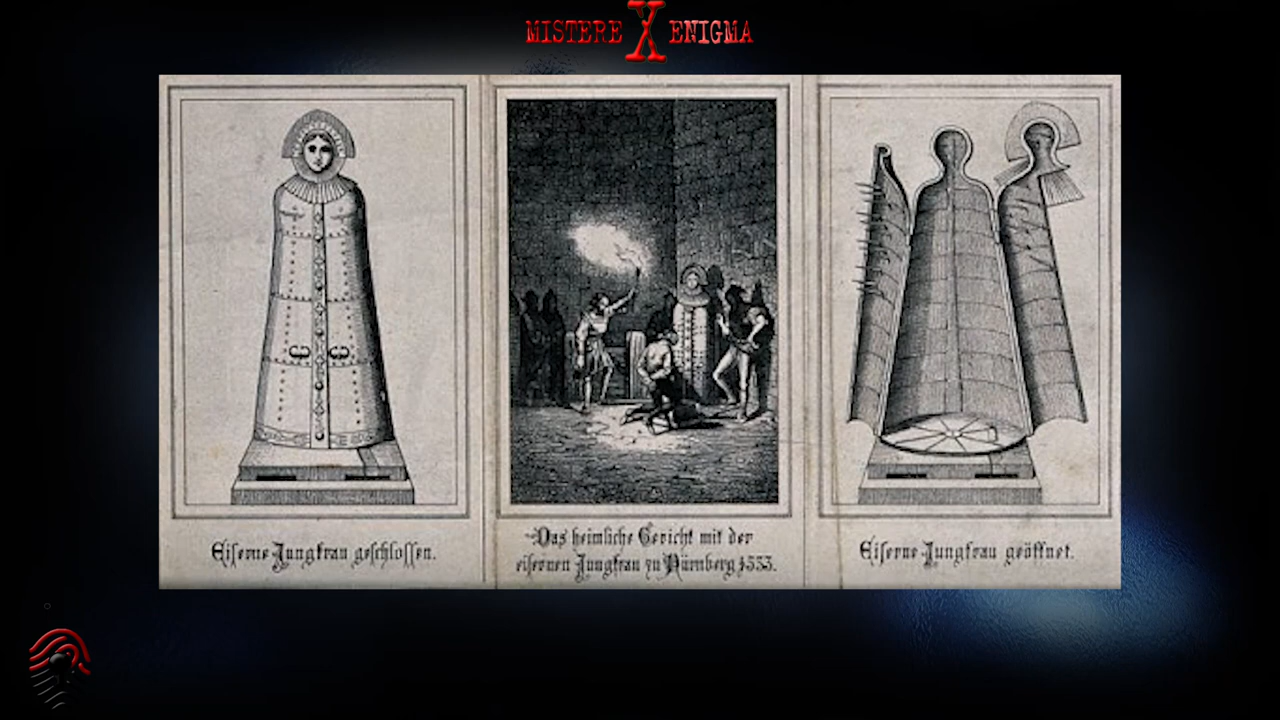 MISTERE X ENIGMA
Eiserne Jungfrau geschlossen.
Das heimliche Gericht mit der
eisernen Jungfrau zu Nürnberg 1533.
Eiserne Jungfrau geöffnet.